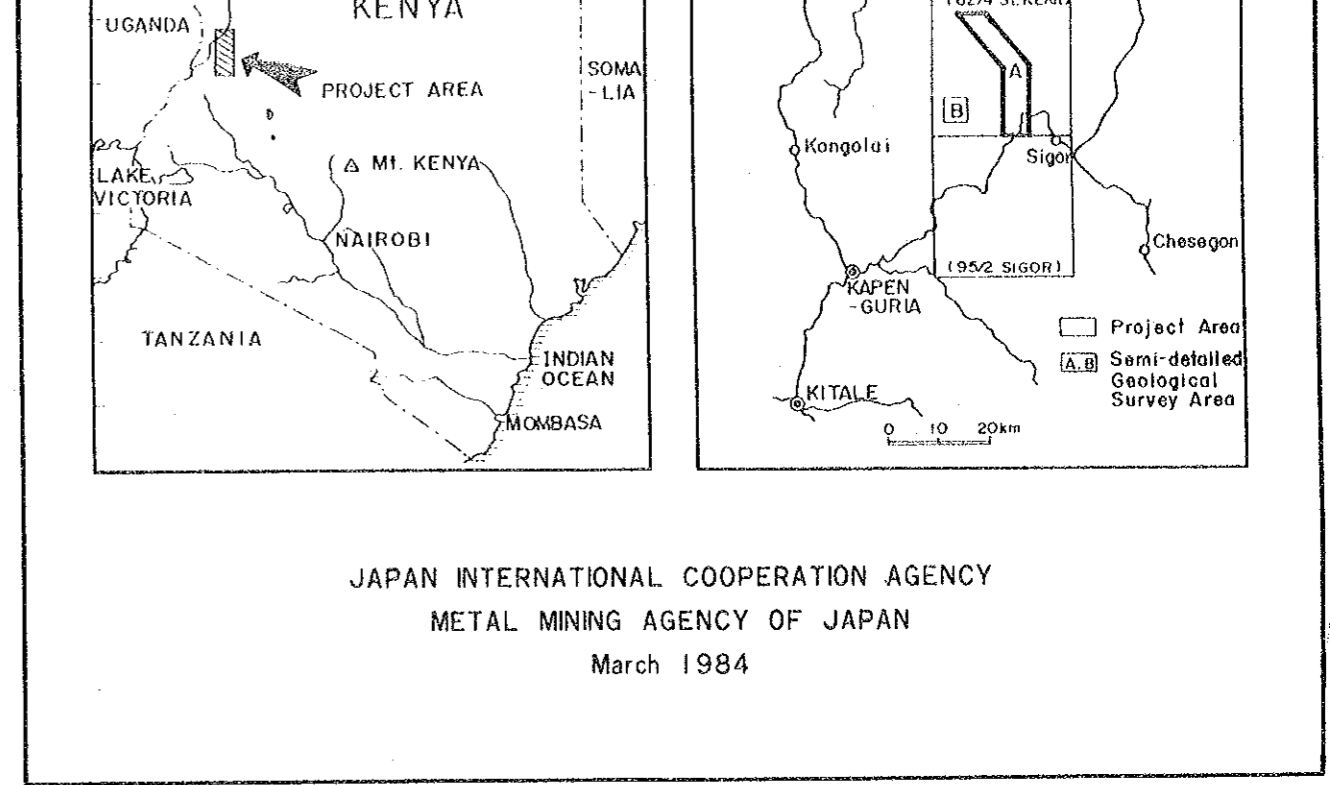 KENYA
UGANDA
SOMA
-LIA
PROJECT AREA
Mt. KENYA
LAKE
VICTORIA
NAIROBI
TANZANIA
INDIAN
OCEAN
MOMBASA
A
B
Kongolai
Sigor
Chesegon
(95/2 SIGOR)
KAPEN
-GURIA
Project Area
A.B Semi-detailed
Geological
Survey Area
KITALE
0 10 20km
JAPAN INTERNATIONAL COOPERATION AGENCY
METAL MINING AGENCY OF JAPAN
March 1984